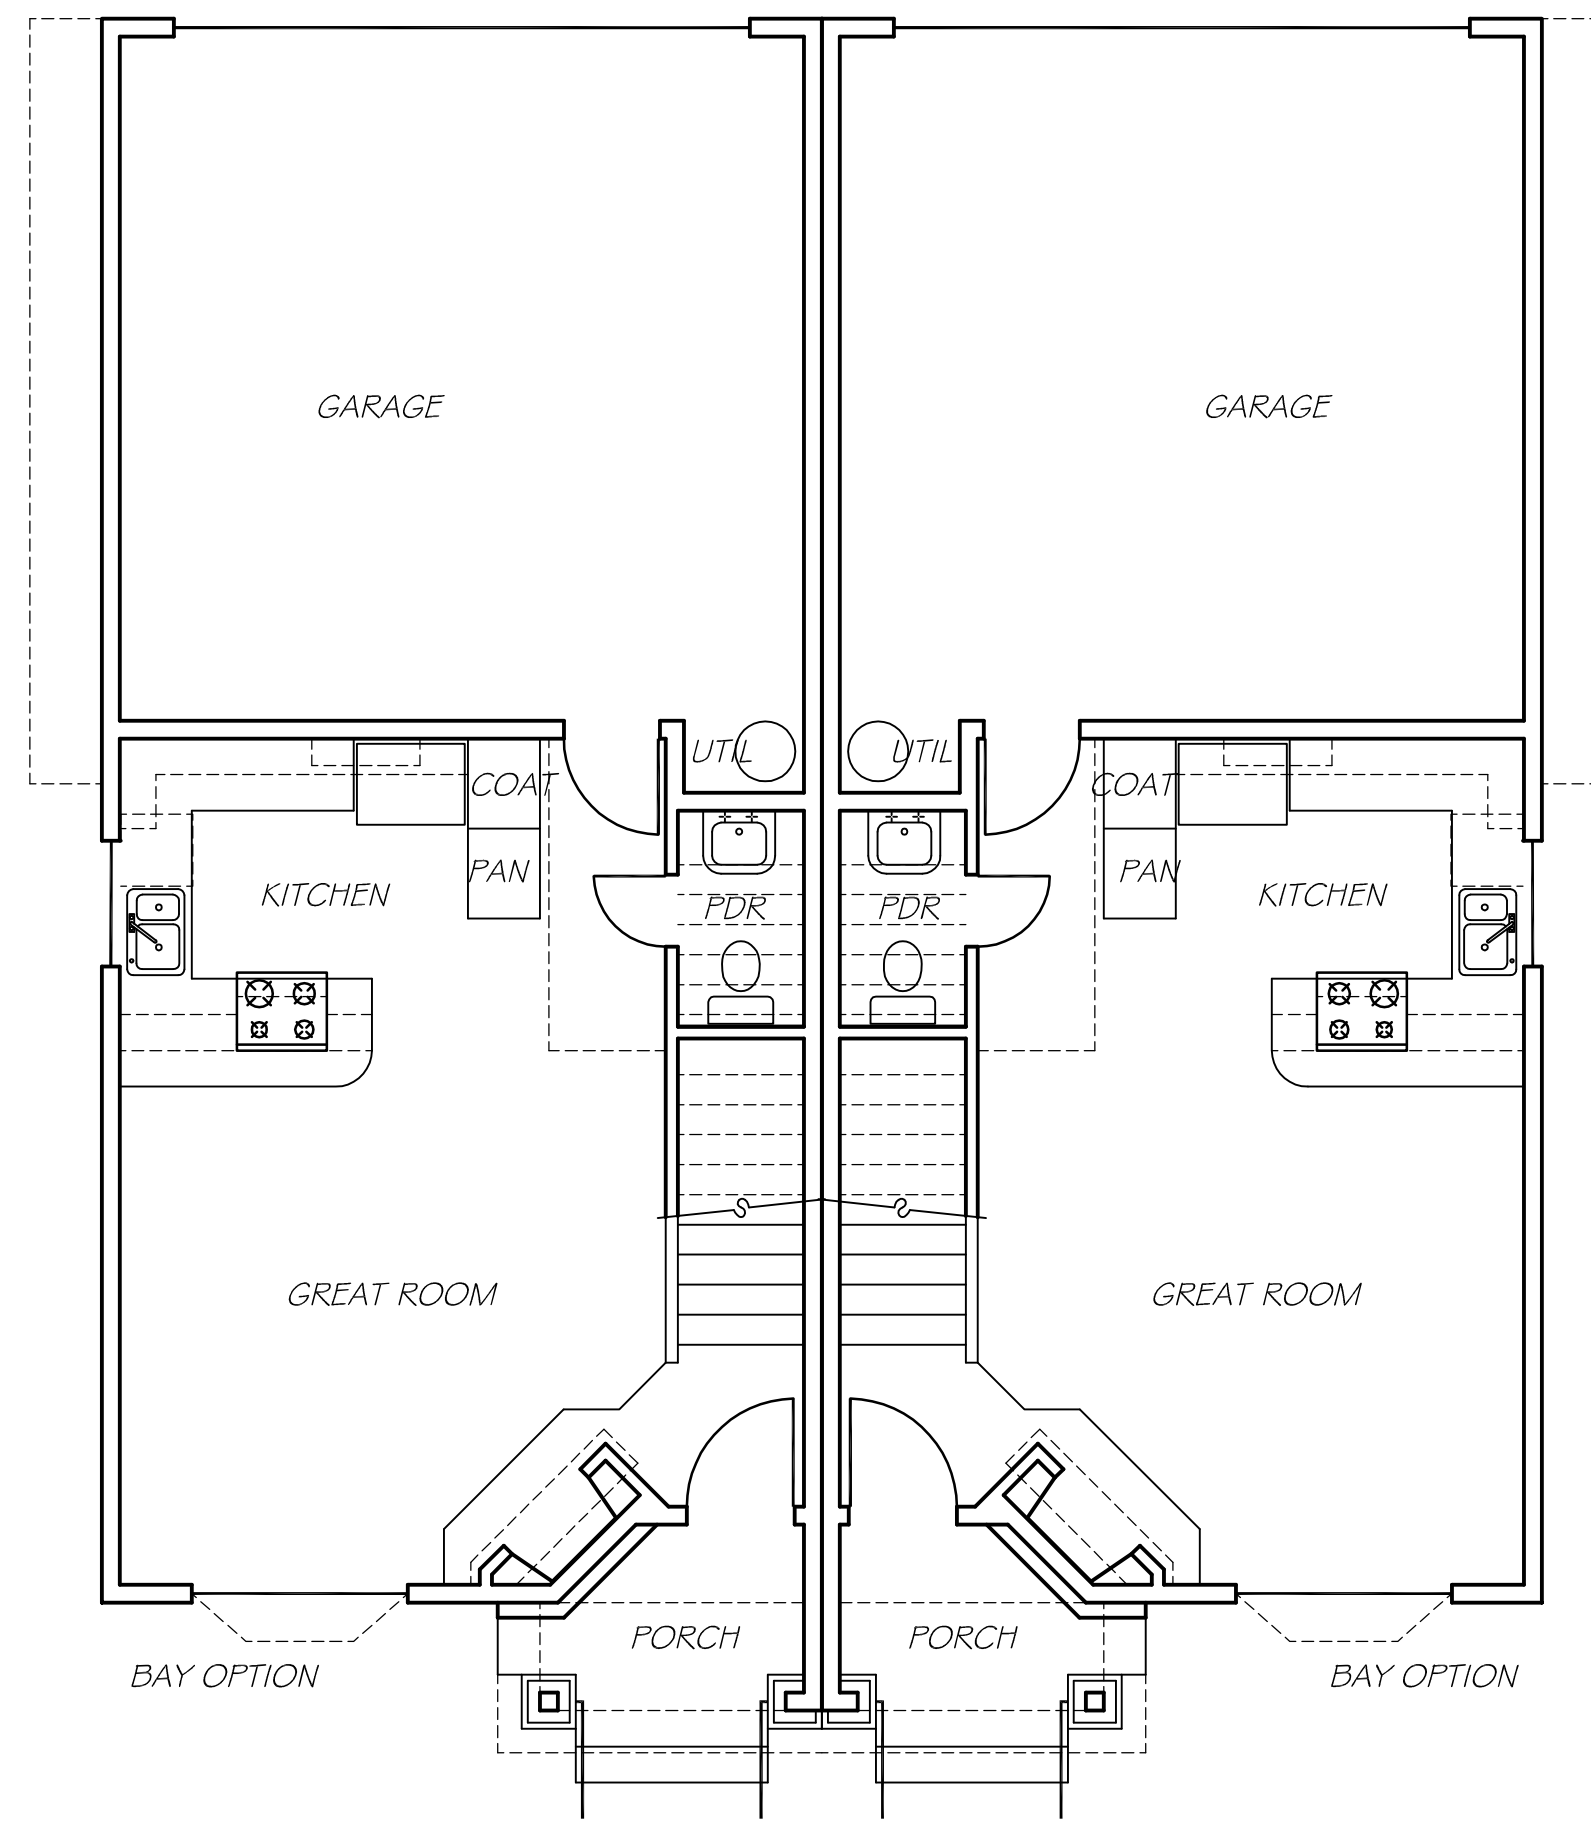 GARAGE GARAGE
UTIL UTIL
COAT COAT
PAN PAN
KITCHEN PDR PDR KITCHEN
GREAT ROOM GREAT ROOM
PORCH PORCH
BAY OPTION BAY OPTION